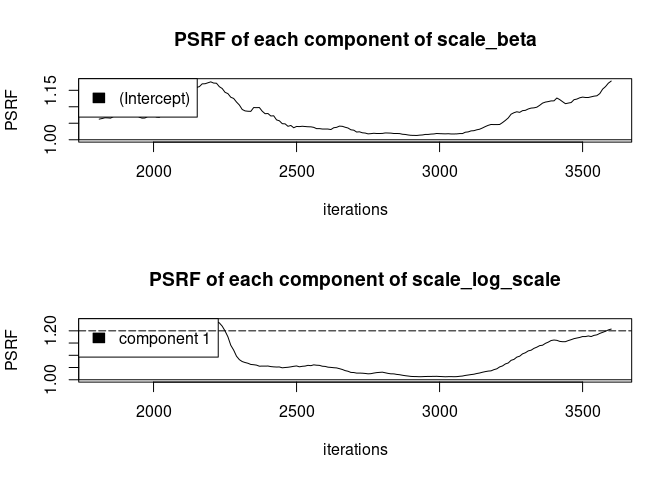 PSRF of each component of scale_beta
PSRF
1.00 1.15
(Intercept)
2000 2500 3000 3500
iterations
PSRF of each component of scale_log_scale
PSRF
1.00 1.20
component 1
2000 2500 3000 3500
iterations